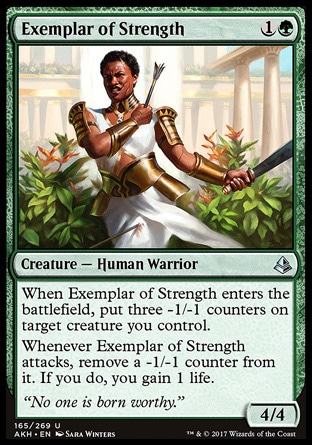 Exemplar of Strength 1
Creature — Human Warrior
When Exemplar of Strength enters the
battlefield, put three -1/-1 counters on
target creature you control.
Whenever Exemplar of Strength
attacks, remove a -1/-1 counter from
it. If you do, you gain 1 life.
“No one is born worthy.”
4/4
165/269 U
AKH • EN Sara Winters
™ & © 2017 Wizards of the Coast